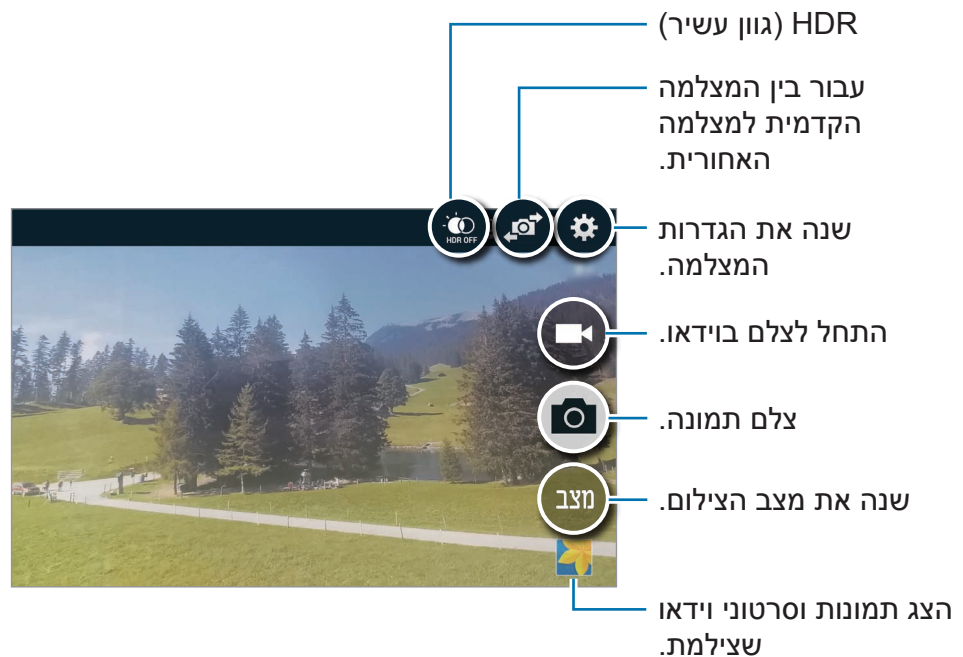 HDR (גוון עשיר)
עבור בין המצלמה
הקדמית למצלמה
האחורית.
HDR OFF
שנה את הגדרות
המצלמה.
התחל לצלם בוידאו.
צלם תמונה.
מצב
שנה את מצב הצילום.
הצג תמונות וסרטוני וידאו
שצילמת.